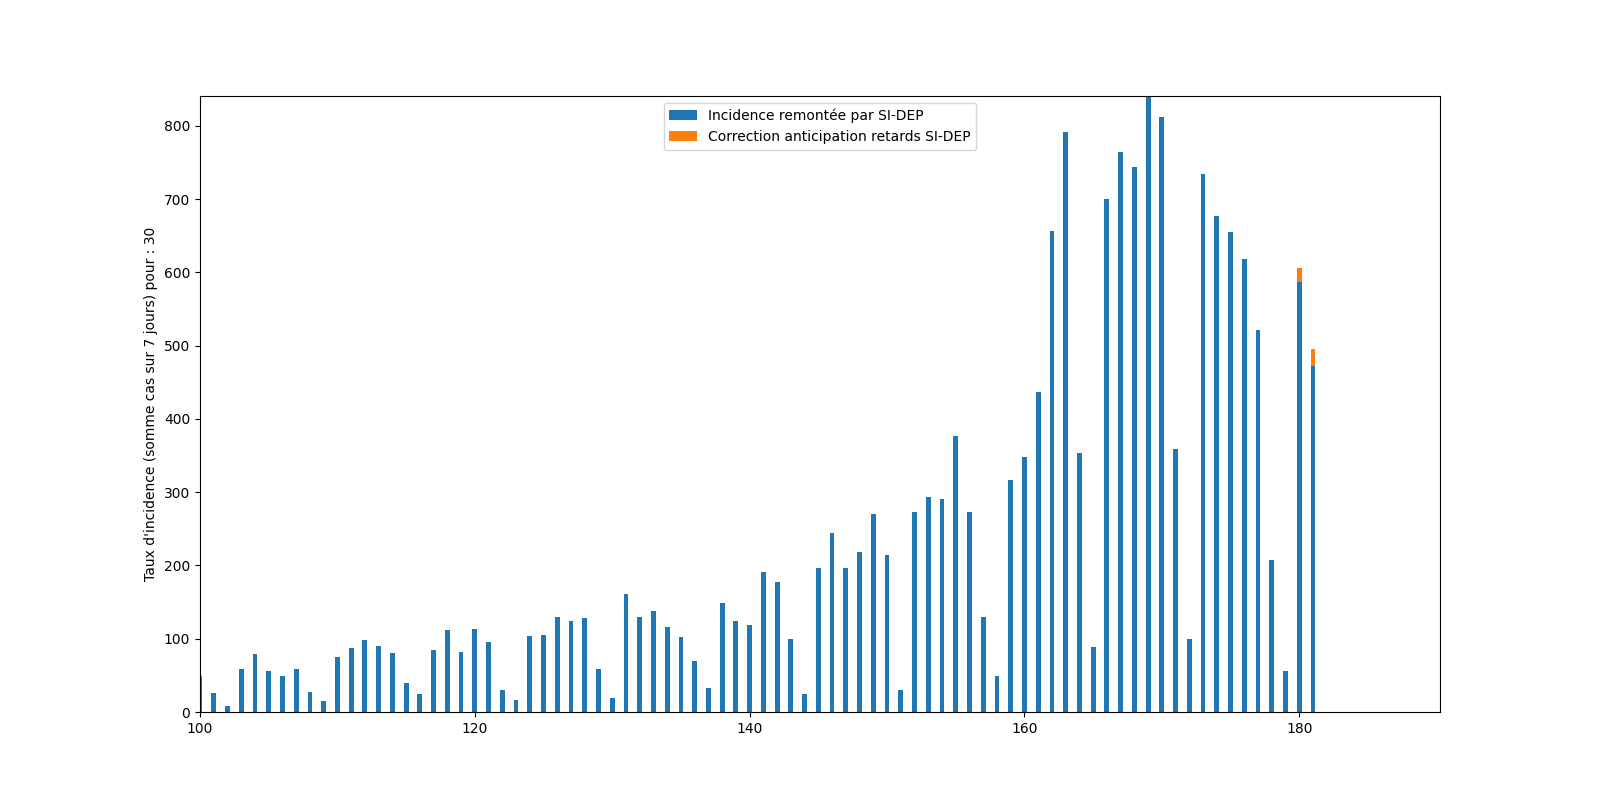 Incidence remontée par SI-DEP
Correction anticipation retards SI-DEP
Taux d'incidence (somme cas sur 7 jours) pour : 30
800
700
600
500
400
300
200
100
0
100 120 140 160 180